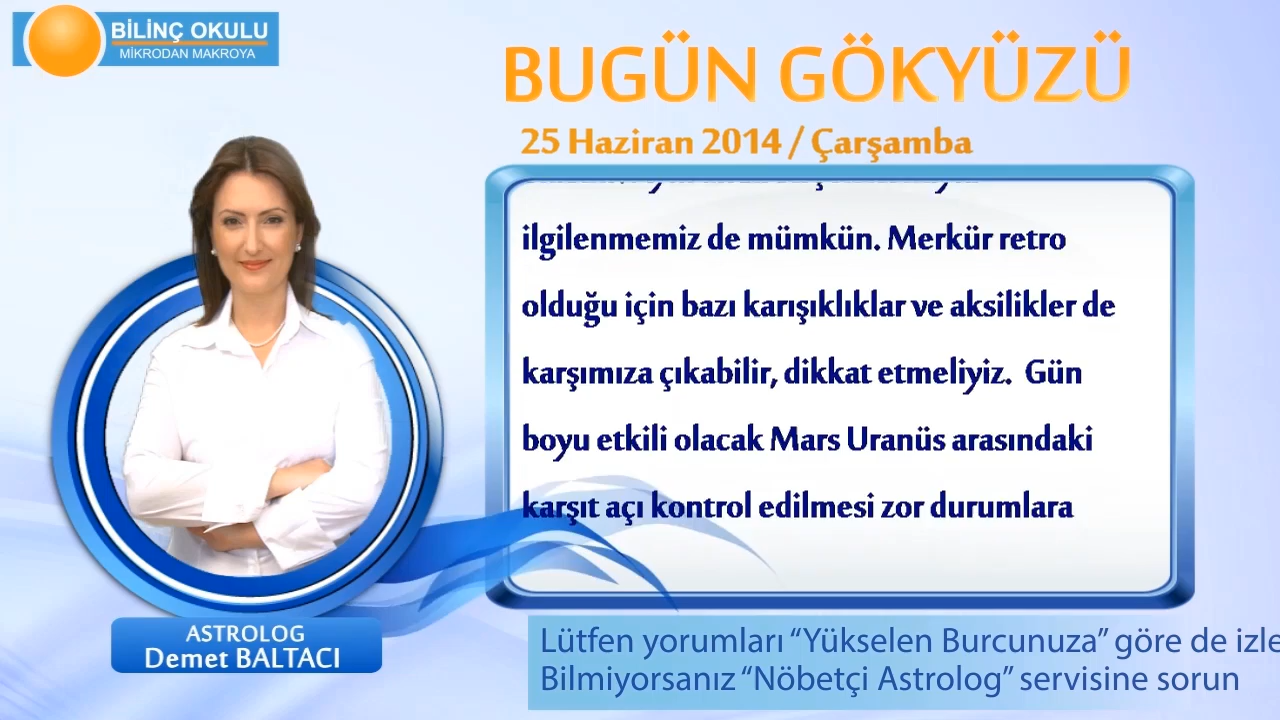 BİLİNÇ OKULU
MİKRODAN MAKROYA
BUGÜN GÖKYÜZÜ
25 Haziran 2014 / Çarşamba
ilgilenmemiz de mümkün. Merkür retro
olduğu için bazı karışıklıklar ve aksilikler de
karşımıza çıkabilir, dikkat etmeliyiz.  Gün
boyu etkili olacak Mars Uranüs arasındaki
karşıt açı kontrol edilmesi zor durumlara
ASTROLOG
Demet BALTACI
Lütfen yorumları “Yükselen Burcunuza” göre de izle
Bilmiyorsanız “Nöbetçi Astrolog” servisine sorun